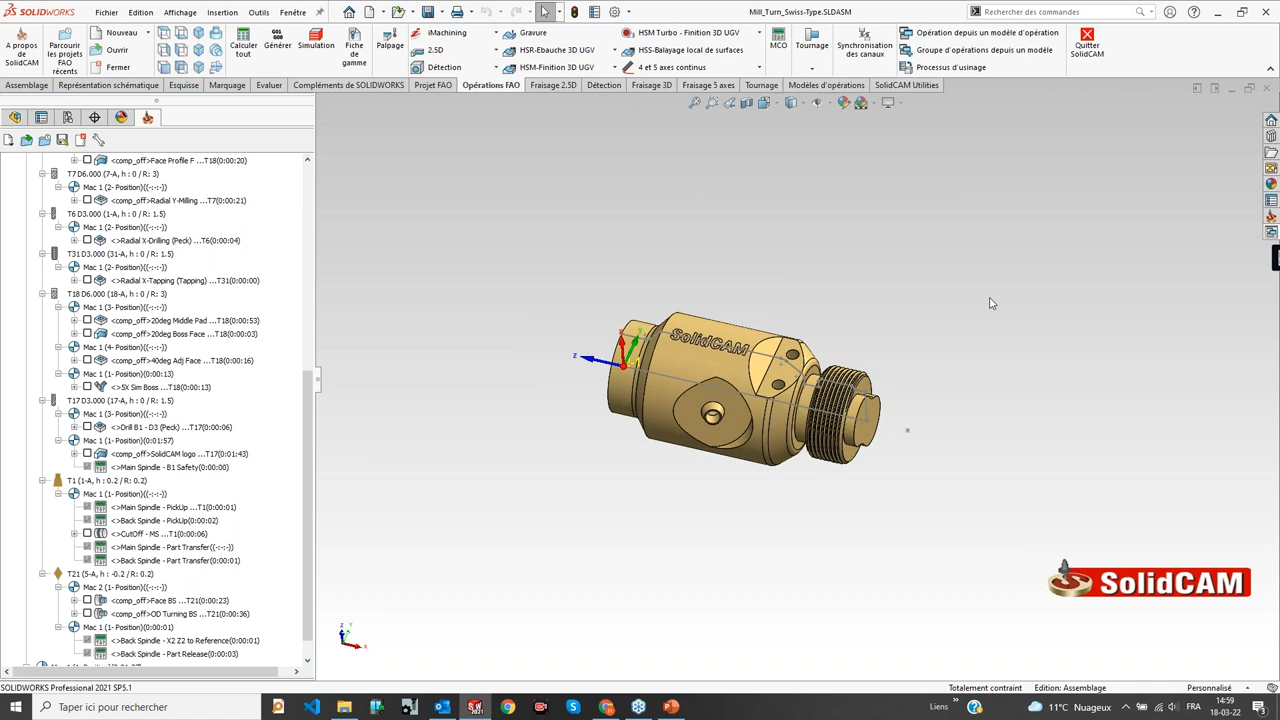 SOLIDWORKS
Fichier Edition Affichage Insertion Outils Fenêtre
Mill_Turn_Swiss-Type.SLDASM
Rechercher des commandes
A propos de SolidCAM
Parcourir les projets FAO récents
Nouveau
Ouvrir
Fermer
Calculer tout
Générer
Simulation
Fiche de gamme
Palpage
iMachining
2.5D
Détection
Gravure
HSR-Ebauche 3D UGV
HSM-Finition 3D UGV
HSM Turbo - Finition 3D UGV
HSS-Balayage local de surfaces
4 et 5 axes continus
MCO
Tournage
Synchronisation des canaux
Opération depuis un modèle d'opération
Groupe d'opérations depuis un modèle
Processus d'usinage
Quitter SolidCAM
Assemblage Représentation schématique Esquisse Marquage Evaluer Compléments de SOLIDWORKS Projet FAO Opérations FAO Fraisage 2.5D Détection Fraisage 3D Fraisage 5 axes Tournage Modèles d'opération SolidCAM Utilities
<comp_off>Face Profile F ...T18(0:00:20)
T7 D6.000 (7-A, h : 0 / R: 3)
Mac 1 (2- Position)((-:-:-))
<comp_off>Radial Y-Milling ...T7(0:00:21)
T6 D3.000 (1-A, h : 0 / R: 1.5)
Mac 1 (2- Position)((-:-:-))
<>Radial X-Drilling (Peck) ...T6(0:00:04)
T31 D3.000 (31-A, h : 0 / R: 1.5)
Mac 1 (2- Position)((-:-:-))
<>Radial X-Tapping (Tapping) ...T31(0:00:00)
T18 D6.000 (18-A, h : 0 / R: 3)
Mac 1 (3- Position)((-:-:-))
<comp_off>20deg Middle Pad ...T18(0:00:53)
<comp_off>20deg Boss Face ...T18(0:00:03)
Mac 1 (4- Position)((-:-:-))
<comp_off>40deg Adj Face ...T18(0:00:16)
Mac 1 (1- Position)(0:00:13)
<>5X Sim Boss ...T18(0:00:13)
T17 D3.000 (17-A, h : 0 / R: 1.5)
Mac 1 (3- Position)((-:-:-))
<>Drill B1 - D3 (Peck) ...T17(0:00:06)
Mac 1 (1- Position)(0:01:57)
<comp_off>SolidCAM logo ...T17(0:01:43)
<>Main Spindle - B1 Safety(0:00:00)
T1 (1-A, h : 0.2 / R: 0.2)
Mac 1 (1- Position)((-:-:-))
<>Main Spindle - PickUp ...T1(0:00:01)
<>Back Spindle - PickUp(0:00:02)
<>CutOff - MS ...T1(0:00:06)
<>Main Spindle - Part Transfer((-:-:-))
<>Back Spindle - Part Transfer(0:00:01)
T21 (5-A, h : -0.2 / R: 0.2)
Mac 2 (1- Position)((-:-:-))
<comp_off>Face BS ...T21(0:00:23)
<comp_off>OD Turning BS ...T21(0:00:36)
Mac 1 (1- Position)(0:00:01)
<>Back Spindle - X2 Z2 to Reference(0:00:01)
<>Back Spindle - Part Release(0:00:03)
SolidCAM
Z
X
Y
Z
Y
X
SolidCAM
SOLIDWORKS Professional 2021 SP5.1
Totalement contraint
Edition: Assemblage
Personnalisé
Taper ici pour rechercher
Liens
11°C Nuageux
FRA
14:59
18-03-22